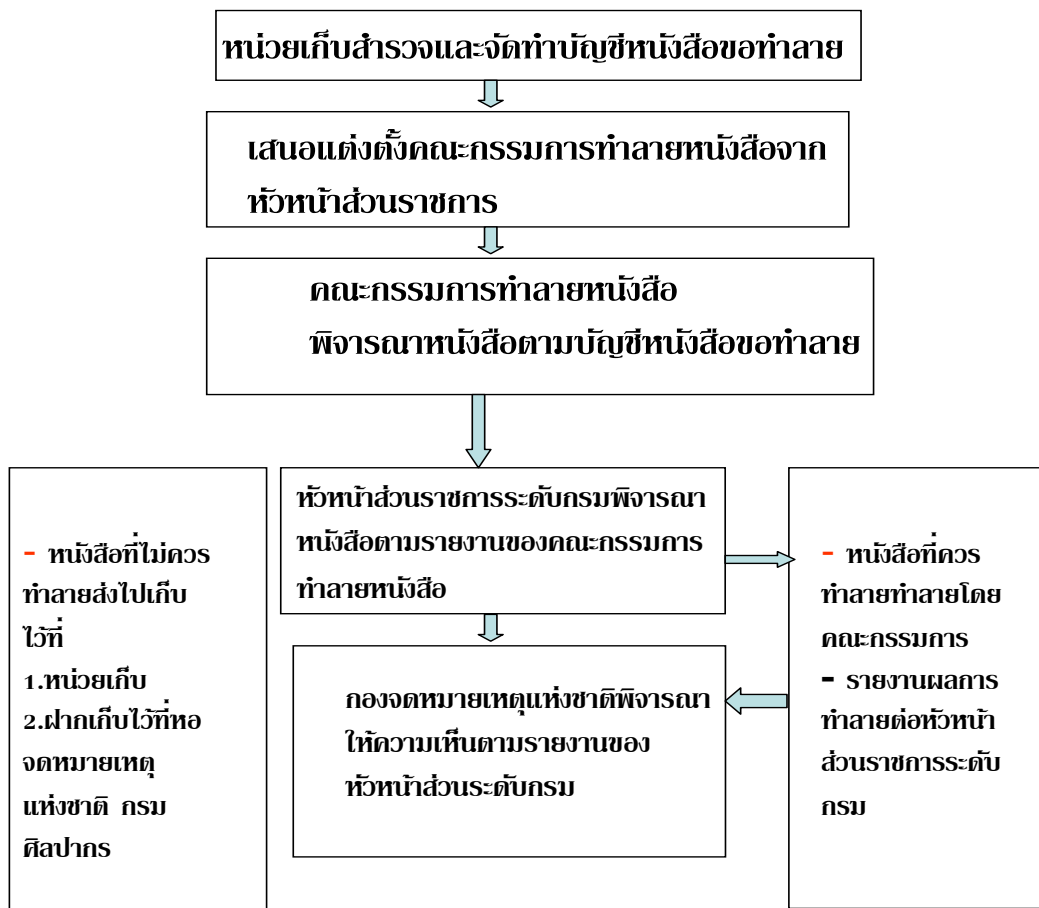 หน่วยเก็บสำรวจและจัดทำบัญชีหนังสือขอทำลาย
เสนอแต่งตั้งคณะกรรมการทำลายหนังสือจาก
หัวหน้าส่วนราชการ
คณะกรรมการทำลายหนังสือ
พิจารณาหนังสือตามบัญชีหนังสือขอทำลาย
- หนังสือที่ไม่ควร
ทำลายส่งไปเก็บ
ไว้ที่
1.หน่วยเก็บ
2.ฝากเก็บไว้ที่หอ
จดหมายเหตุ
แห่งชาติ กรม
ศิลปากร
หัวหน้าส่วนราชการระดับกรมพิจารณา
หนังสือตามรายงานของคณะกรรมการ
ทำลายหนังสือ
กองจดหมายเหตุแห่งชาติพิจารณา
ให้ความเห็นตามรายงานของ
หัวหน้าส่วนระดับกรม
- หนังสือที่ควร
ทำลายทำลายโดย
คณะกรรมการ
- รายงานผลการ
ทำลายต่อหัวหน้า
ส่วนราชการระดับ
กรม